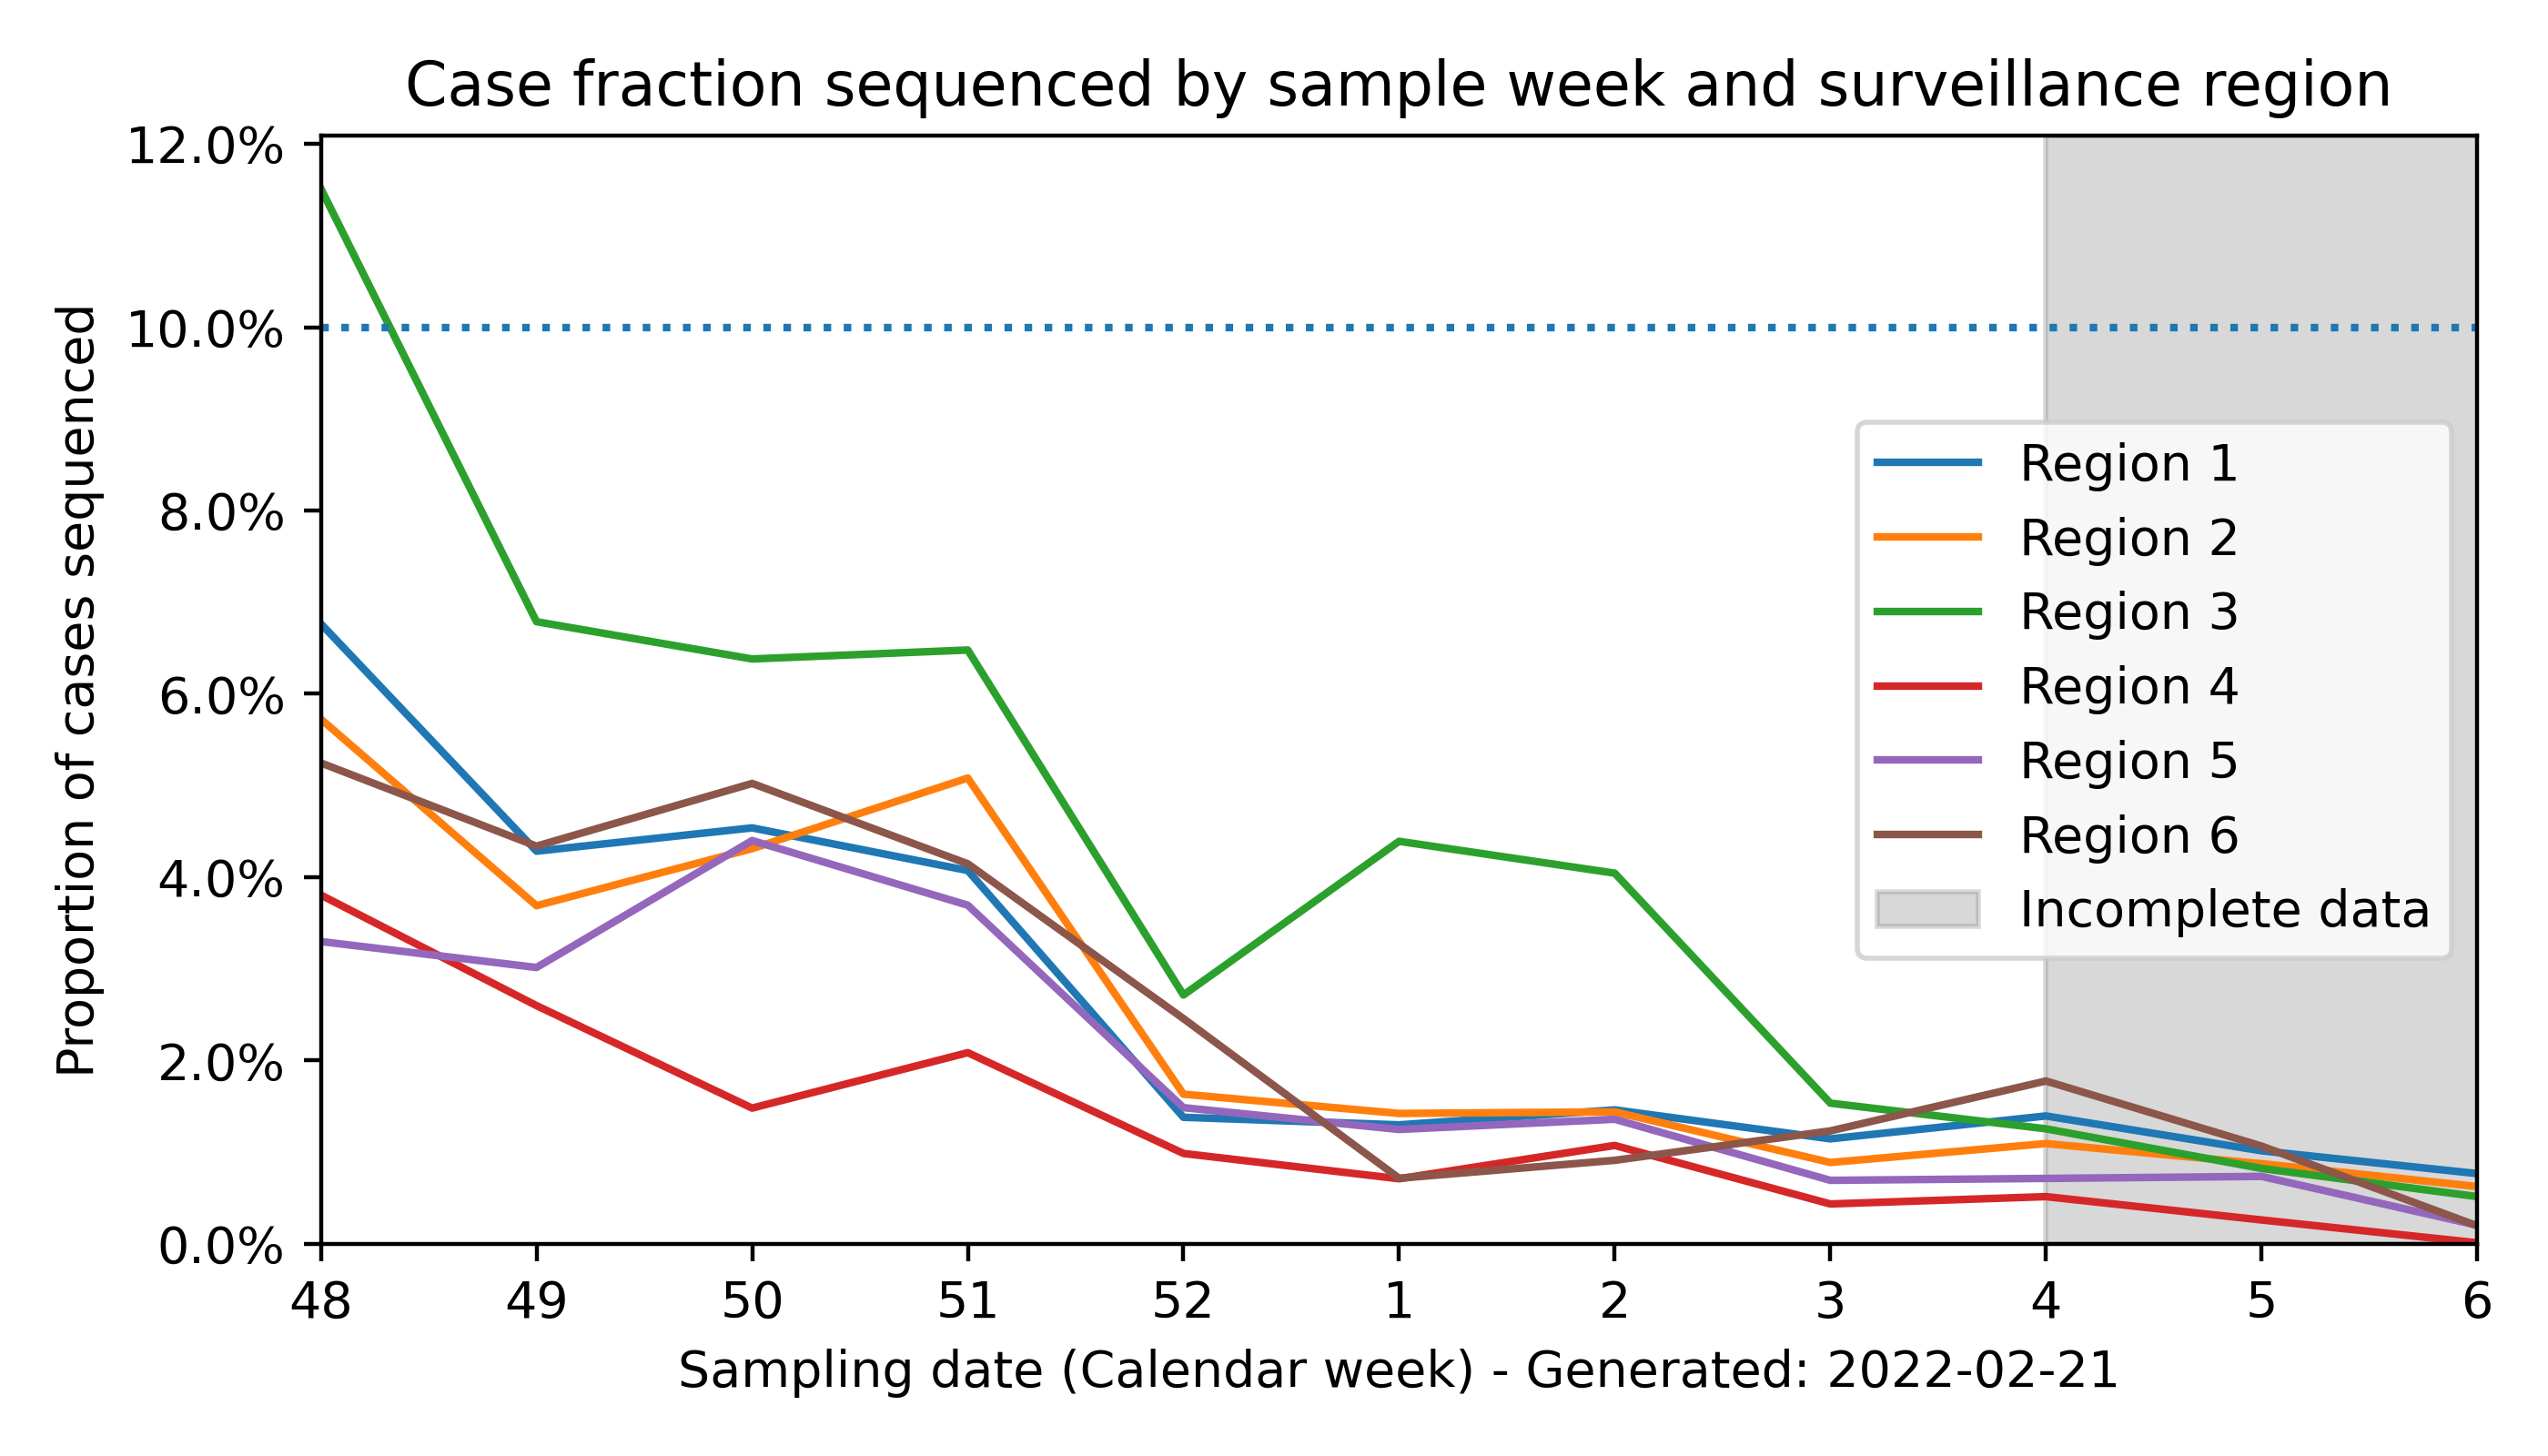 Case fraction sequenced by sample week and surveillance region
12.0%
10.0%
8.0%
6.0%
4.0%
2.0%
0.0%
Proportion of cases sequenced
Region 1
Region 2
Region 3
Region 4
Region 5
Region 6
Incomplete data
48 49 50 51 52 1 2 3 4 5 6
Sampling date (Calendar week) - Generated: 2022-02-21